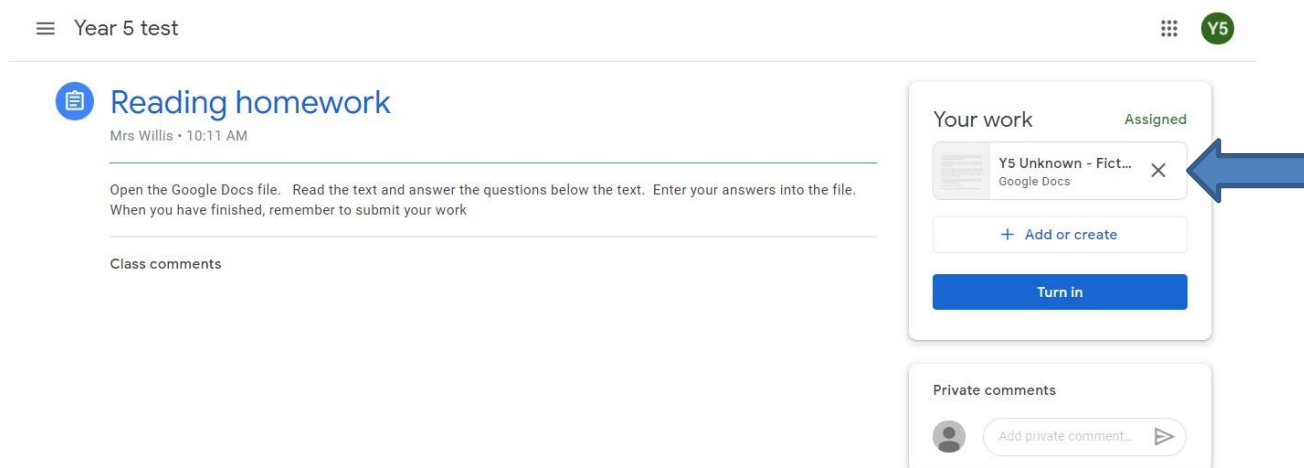 Year 5 test
Y5
Reading homework
Mrs Willis • 10:11 AM
Open the Google Docs file. Read the text and answer the questions below the text. Enter your answers into the file.
When you have finished, remember to submit your work
Class comments
Your work
Assigned
Y5 Unknown - Fict...
Google Docs
+ Add or create
Turn in
Private comments
Add private comment...